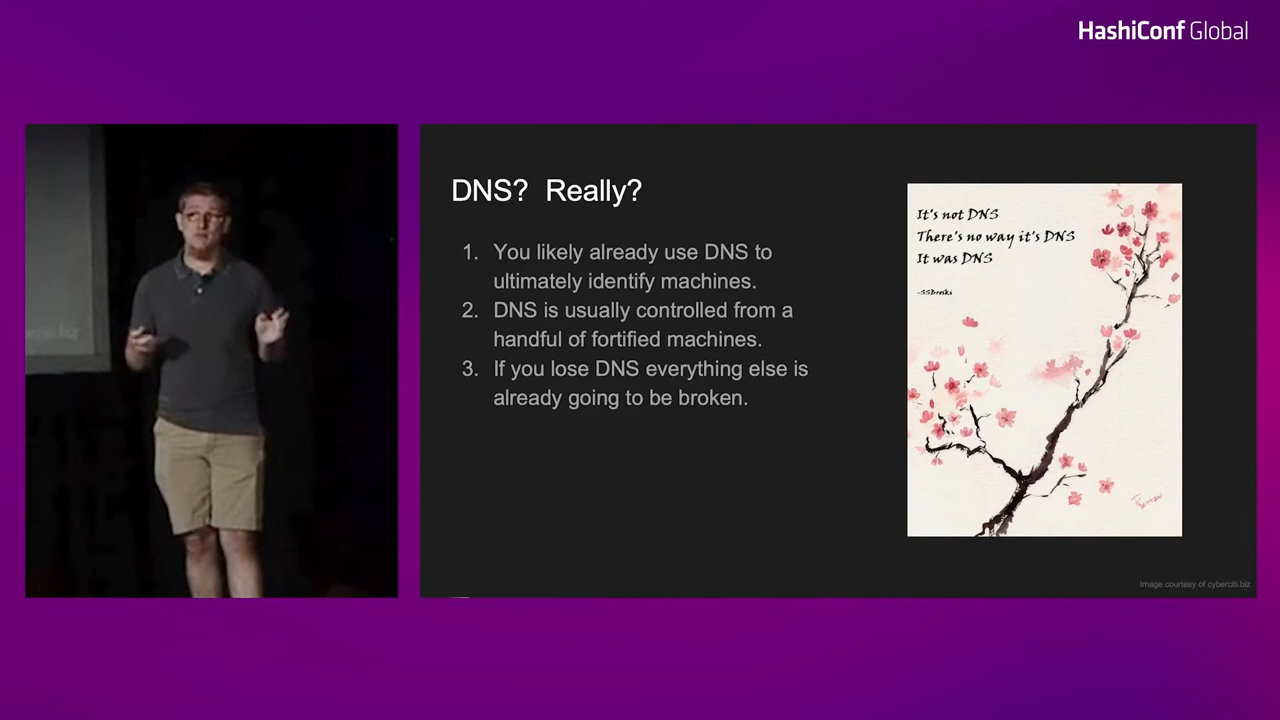 HashiConf Global
DNS? Really?
1. You likely already use DNS to
ultimately identify machines.
2. DNS is usually controlled from a
handful of fortified machines.
3. If you lose DNS everything else is
already going to be broken.
It's not DNS
There's no way it's DNS
It was DNS
-SSBroski
Image courtesy of cyberciti.biz